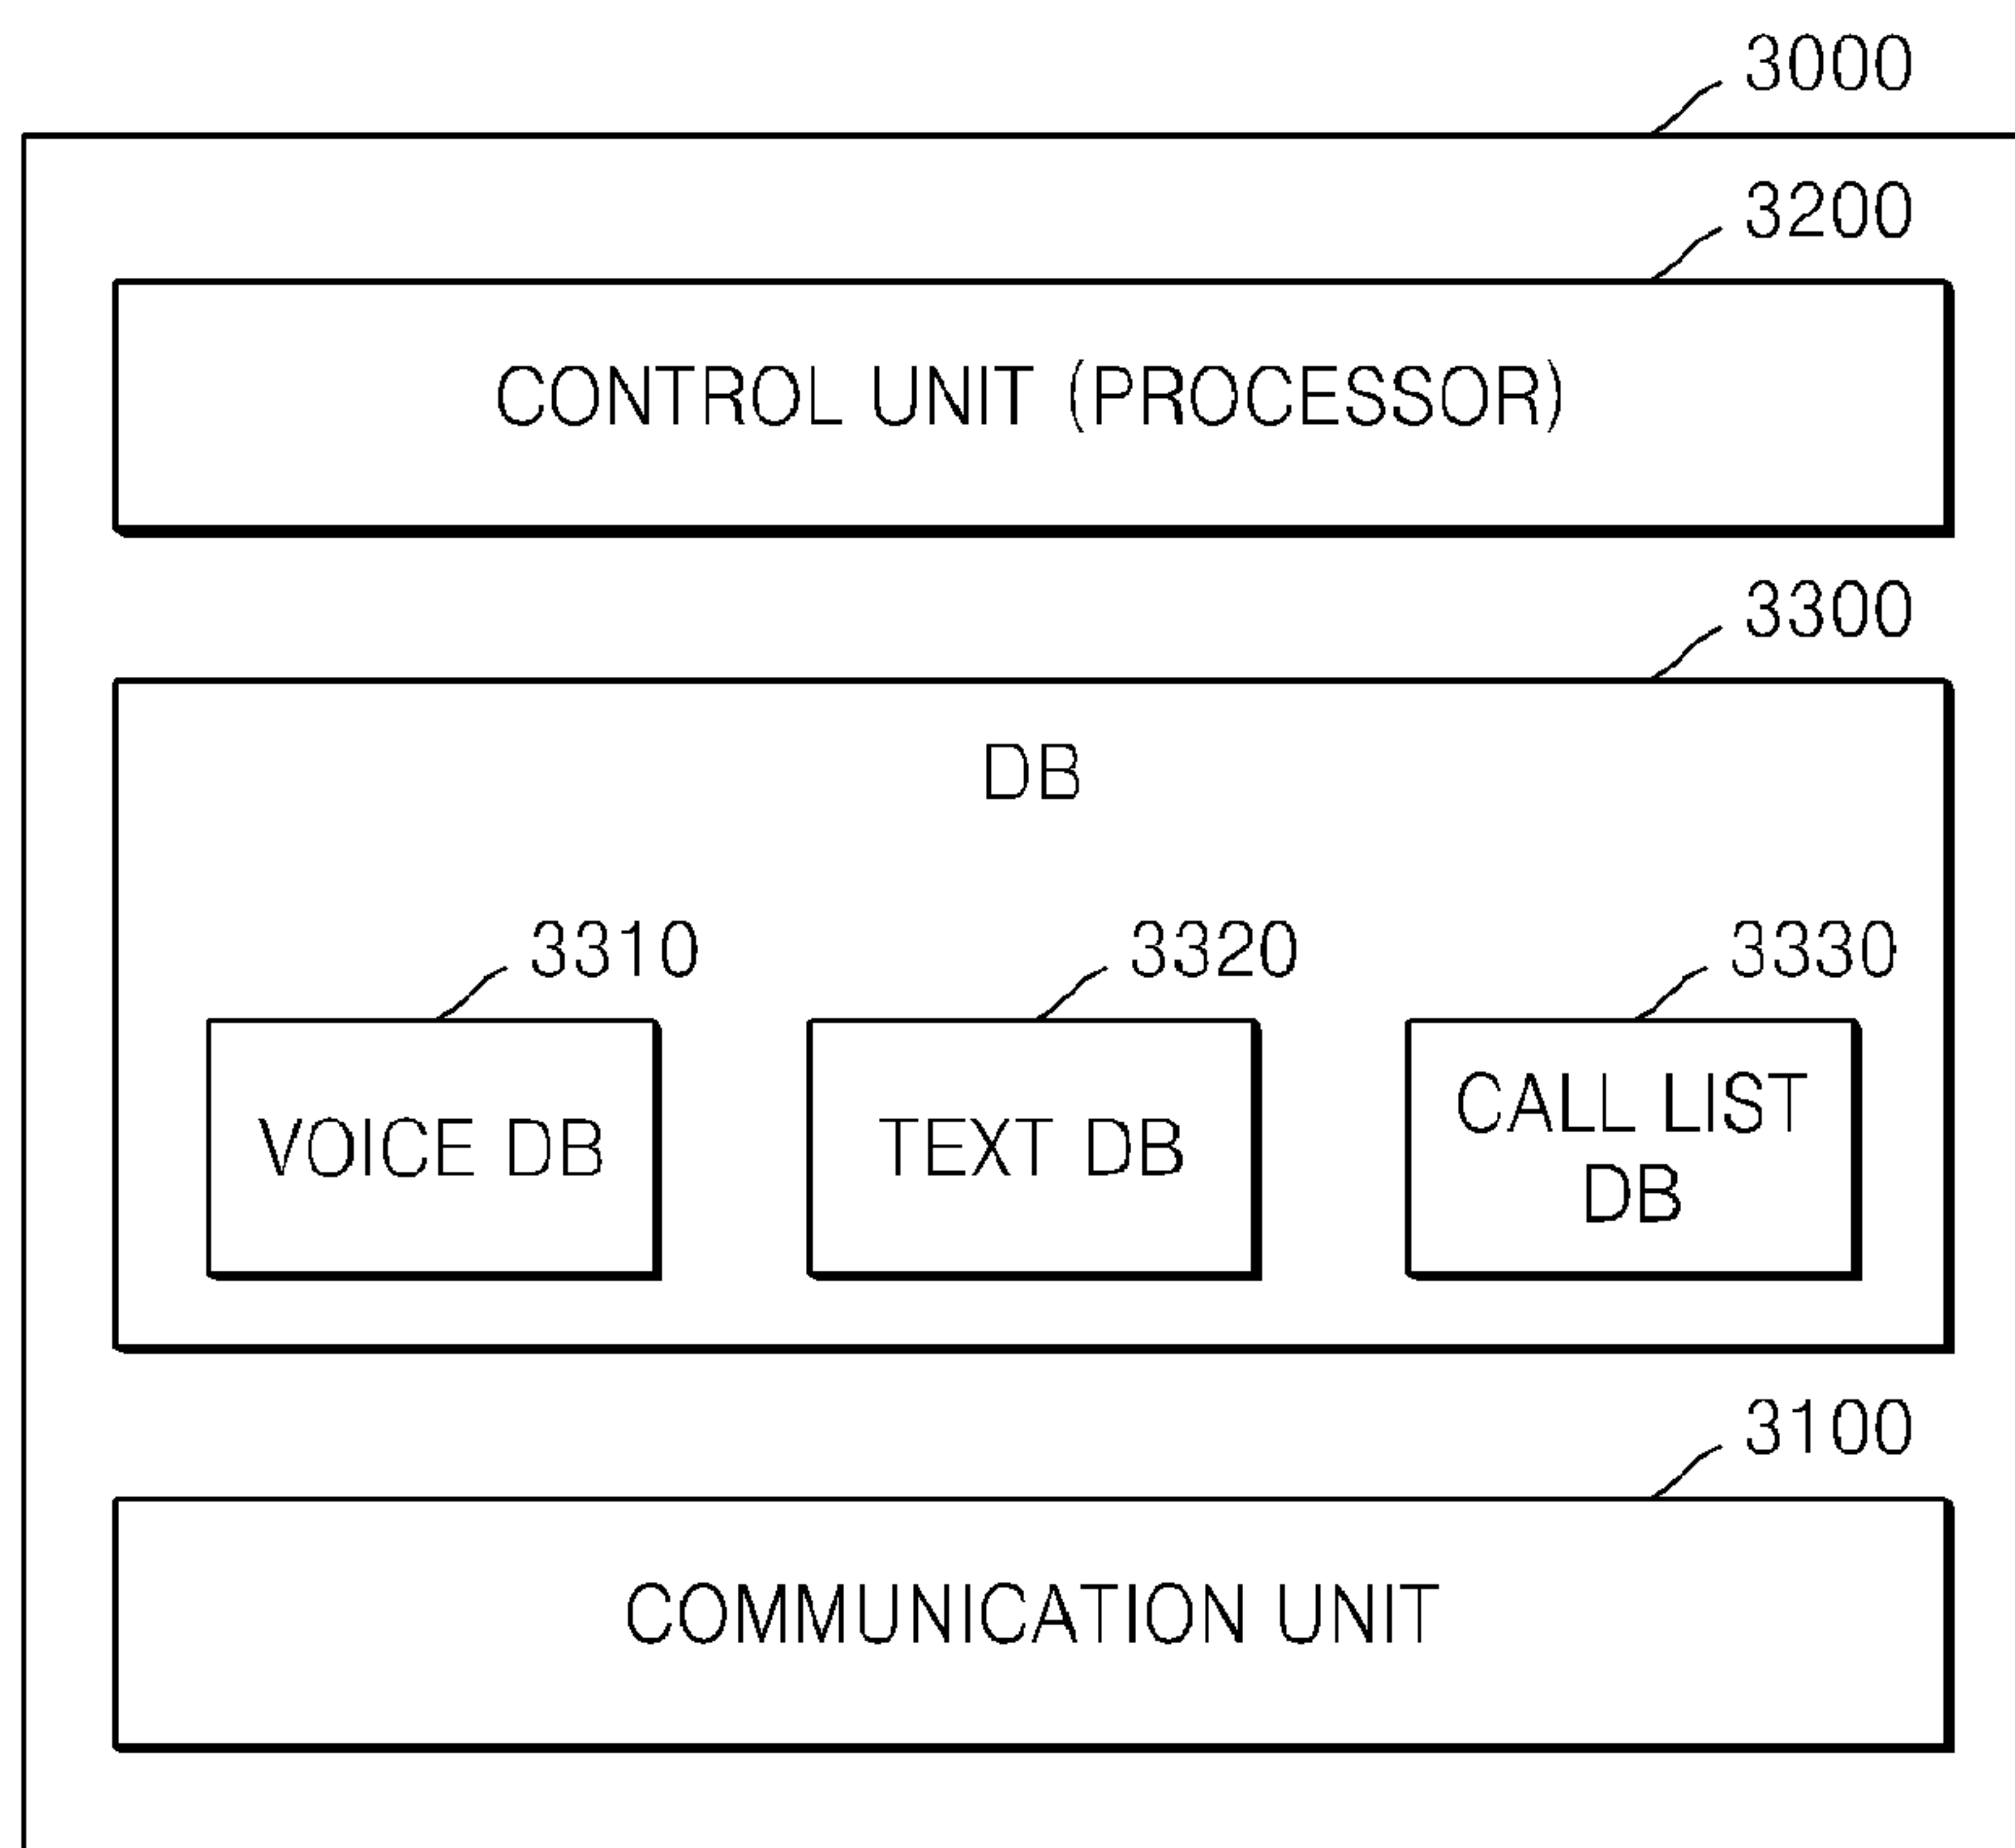 3000
3200
CONTROL UNIT (PROCESSOR)
3300
DB
3310
3320
3330
VOICE DB
TEXT DB
CALL LIST
DB
3100
COMMUNICATION UNIT